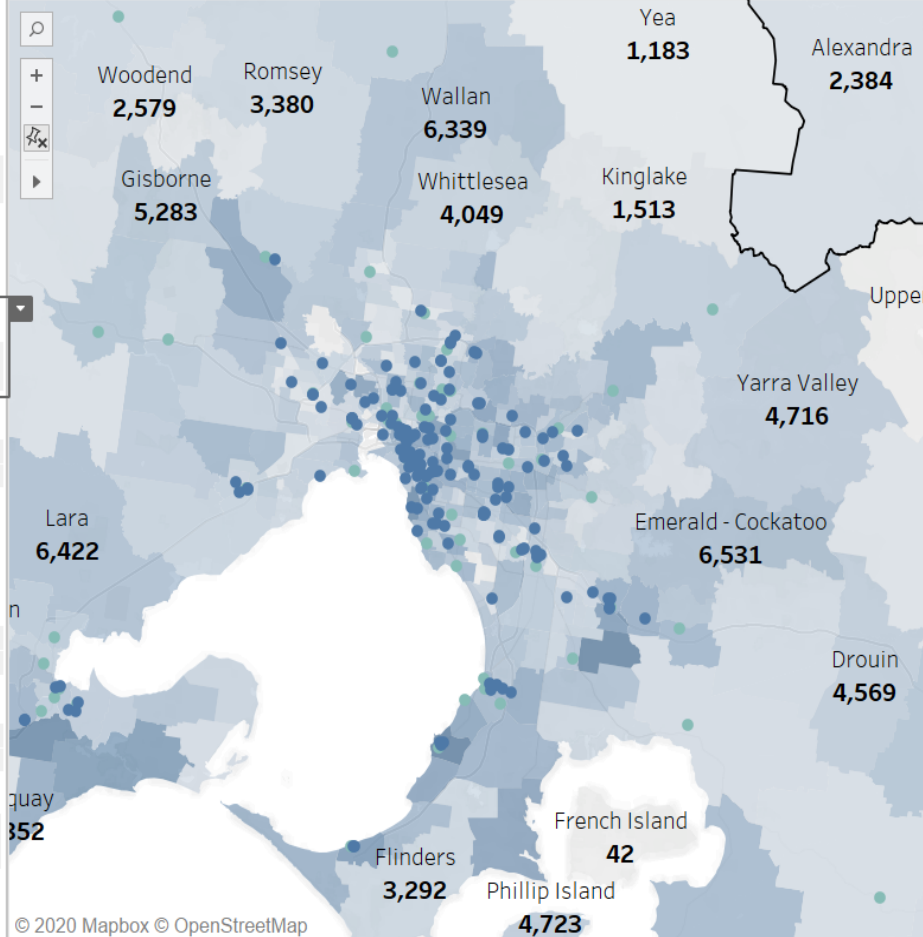 Yea
1,183
Alexandra
2,384
Woodend
2,579
Romsey
3,380
Wallan
6,339
Gisborne
5,283
Whittlesea
4,049
Kinglake
1,513
Uppe
Yarra Valley
4,716
Lara
6,422
Emerald - Cockatoo
6,531
n
Drouin
4,569
quay
352
French Island
42
Flinders
3,292
Phillip Island
4,723
© 2020 Mapbox © OpenStreetMap